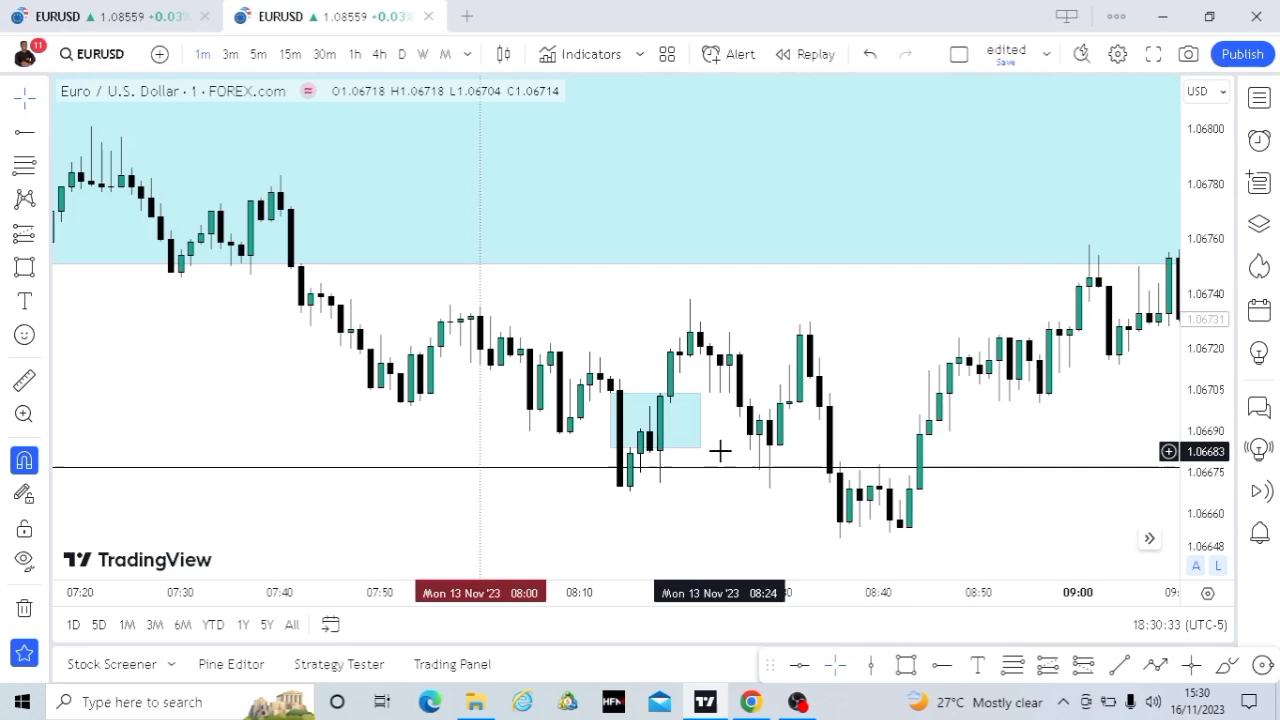 EURUSD ▲ 1.08559 +0.03%
EURUSD ▲ 1.08559 +0.03%
11
EURUSD
1m 3m 5m 15m 30m 1h 4h D W M
Indicators
Alert
Replay
edited
Save
Publish
Euro / U.S. Dollar · 1 · FOREX.com
O1.06718 H1.06718 L1.06704 C1.06714
USD
1.06800
1.06780
1.06760
1.06740
1.06731
1.06720
1.06705
1.06690
1.06683
1.06675
1.06660
1.06648
A L
TradingView
07:20 07:30 07:40 07:50 Mon 13 Nov '23 08:00 08:10 Mon 13 Nov '23 08:24 08:40 08:50 09:00 09:
1D 5D 1M 3M 6M YTD 1Y 5Y All
18:30:33 (UTC-5)
Stock Screener
Pine Editor
Strategy Tester
Trading Panel
Type here to search
HFM
27°C Mostly clear
15:30
16/11/2023